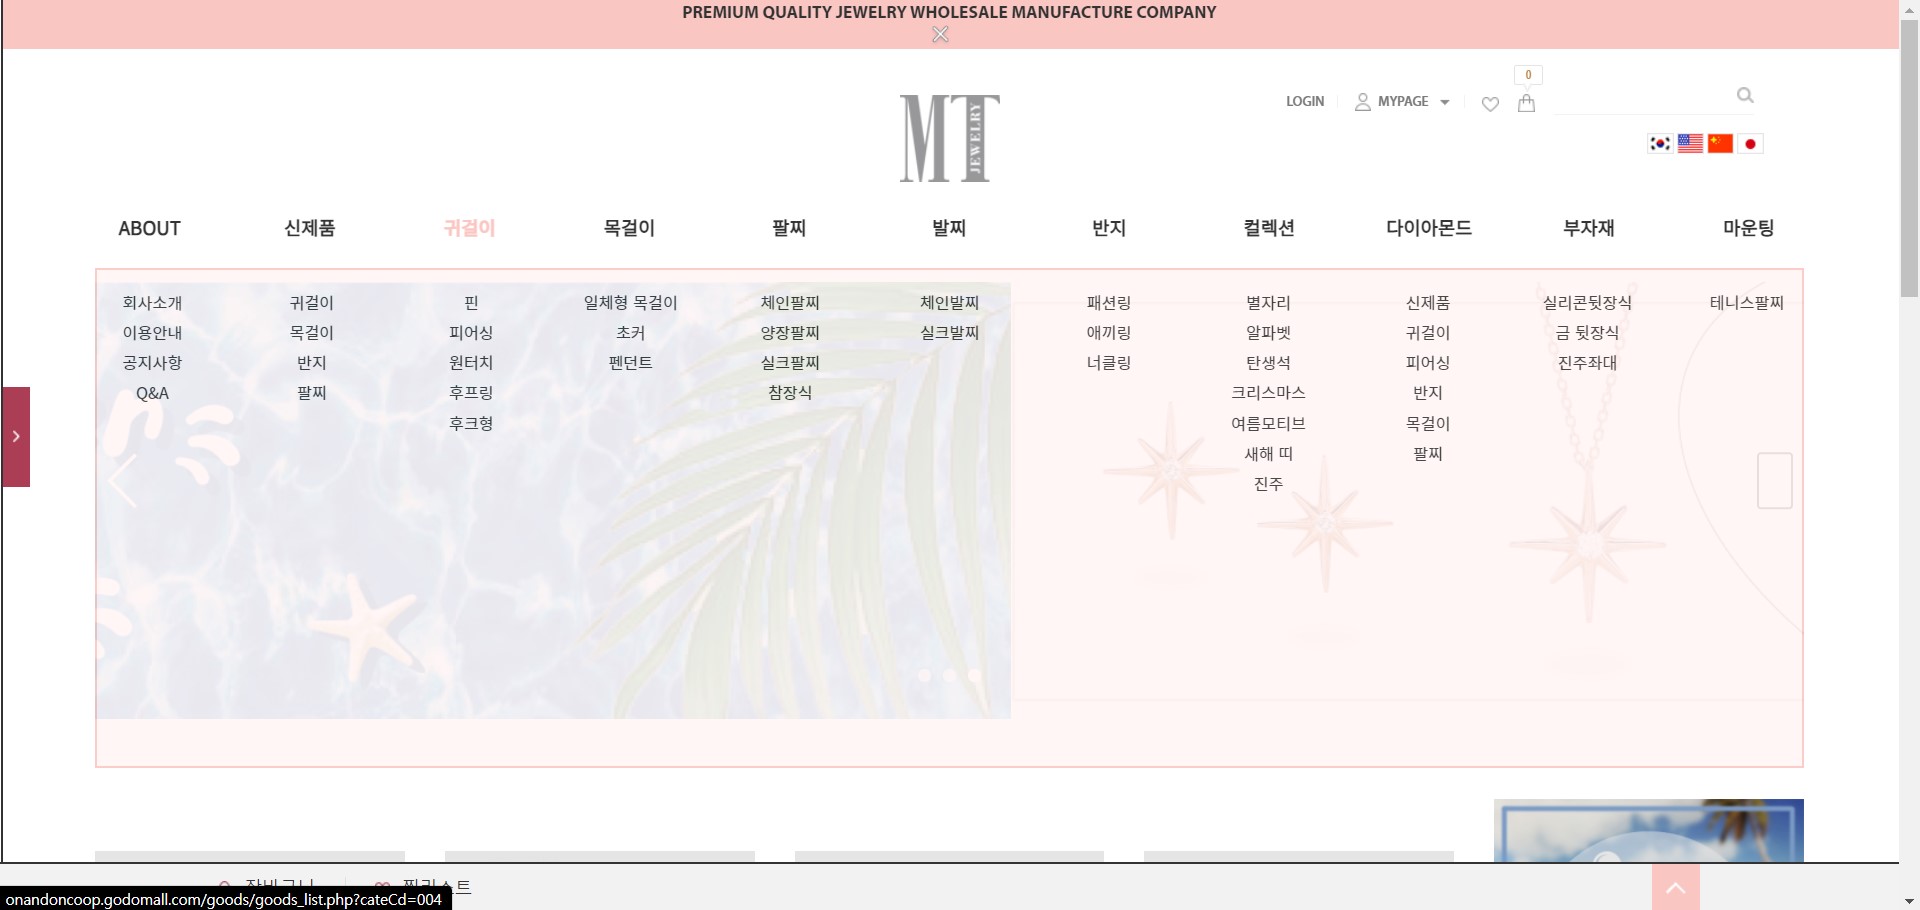 PREMIUM QUALITY JEWELRY WHOLESALE MANUFACTURE COMPANY
0
LOGIN MYPAGE
MT JEWELRY
ABOUT 신제품 귀걸이 목걸이 팔찌 발찌 반지 컬렉션 다이아몬드 부자재 마운팅
회사소개 귀걸이 핀 일체형 목걸이 체인팔찌 체인발찌 패션링 별자리 신제품 실리콘뒷장식 테니스팔찌
이용안내 목걸이 피어싱 초커 양장팔찌 실크발찌 애끼링 알파벳 귀걸이 금 뒷장식
공지사항 반지 원터치 펜던트 실크팔찌 너클링 탄생석 피어싱 진주좌대
Q&A 팔찌 후프링 참장식 크리스마스 반지
후크형 여름모티브 목걸이
새해 띠 팔찌
진주
onandoncoop.godomall.com/goods/goods_list.php?cateCd=004